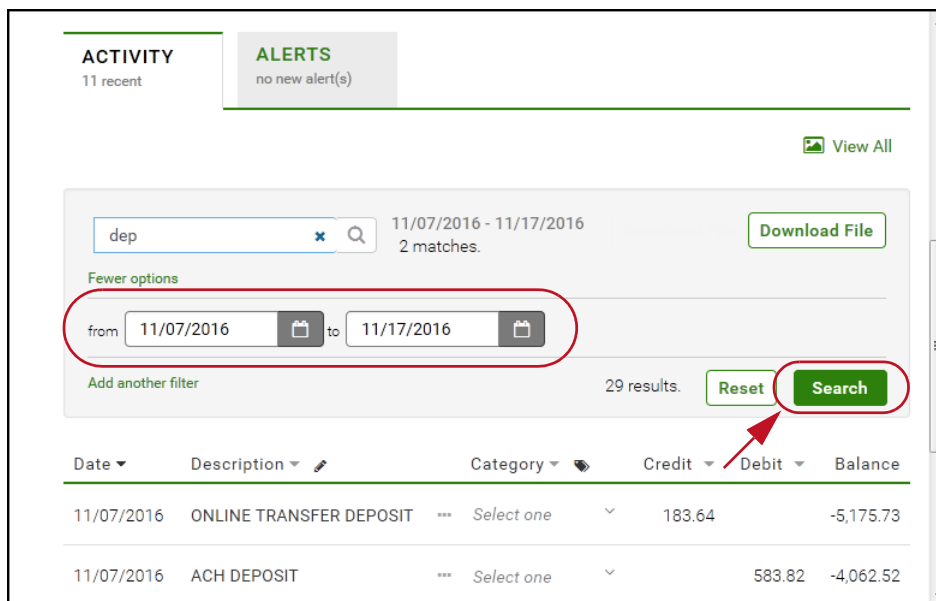 ACTIVITY
11 recent
ALERTS
no new alert(s)
View All
dep
11/07/2016 - 11/17/2016
2 matches.
Download File
Fewer options
from 11/07/2016 to 11/17/2016
Add another filter 29 results. Reset Search
Date Description Category Credit Debit Balance
11/07/2016 ONLINE TRANSFER DEPOSIT Select one 183.64 -5,175.73
11/07/2016 ACH DEPOSIT Select one 583.82 -4,062.52